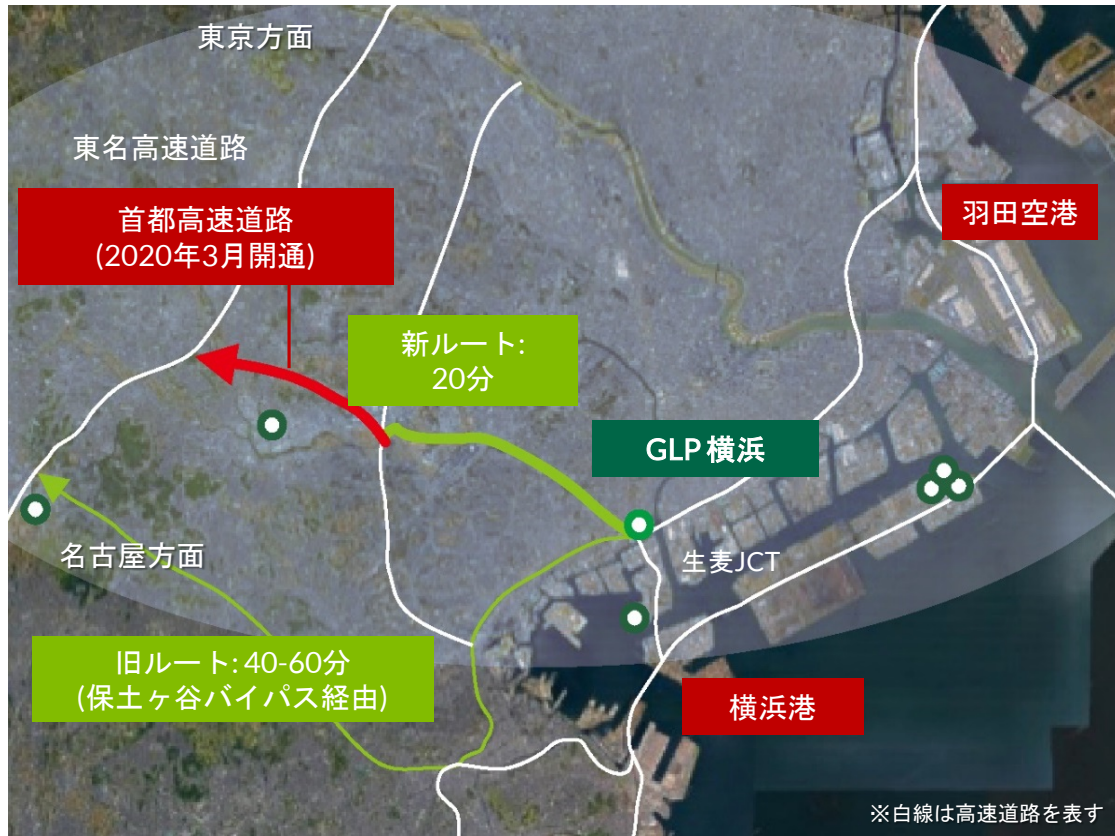 東京方面
東名高速道路
首都高速道路
(2020年3月開通)
羽田空港
新ルート:
20分
GLP 横浜
名古屋方面
生麦JCT
旧ルート: 40-60分
(保土ヶ谷バイパス経由)
横浜港
※白線は高速道路を表す